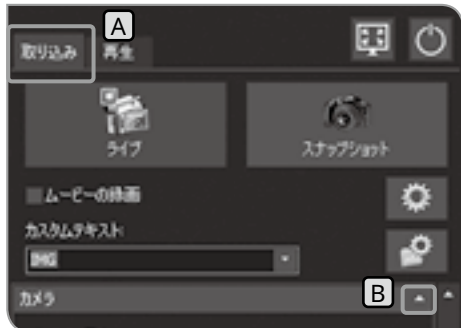 A
取り込み 再生
ライブ スナップショット
ムービーの録画
カスタムテキスト:
IMG
カメラ B